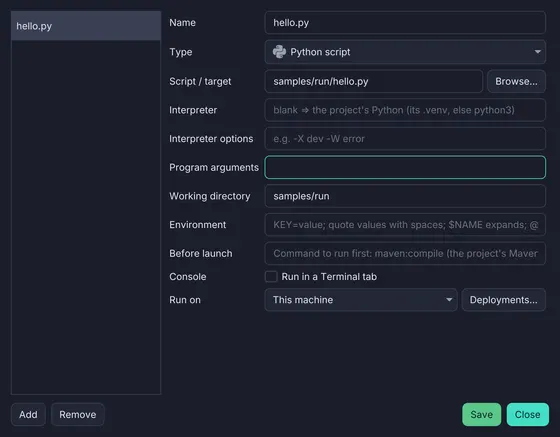 hello.py
Name
hello.py
Type
Python script
Script / target
samples/run/hello.py
Browse...
Interpreter
blank => the project's Python (its .venv, else python3)
Interpreter options
e.g. -X dev -W error
Program arguments
Working directory
samples/run
Environment
KEY=value; quote values with spaces; $NAME expands; @
Before launch
Command to run first: maven:compile (the project's Maver
Console
Run in a Terminal tab
Run on
This machine
Deployments...
Add
Remove
Save
Close